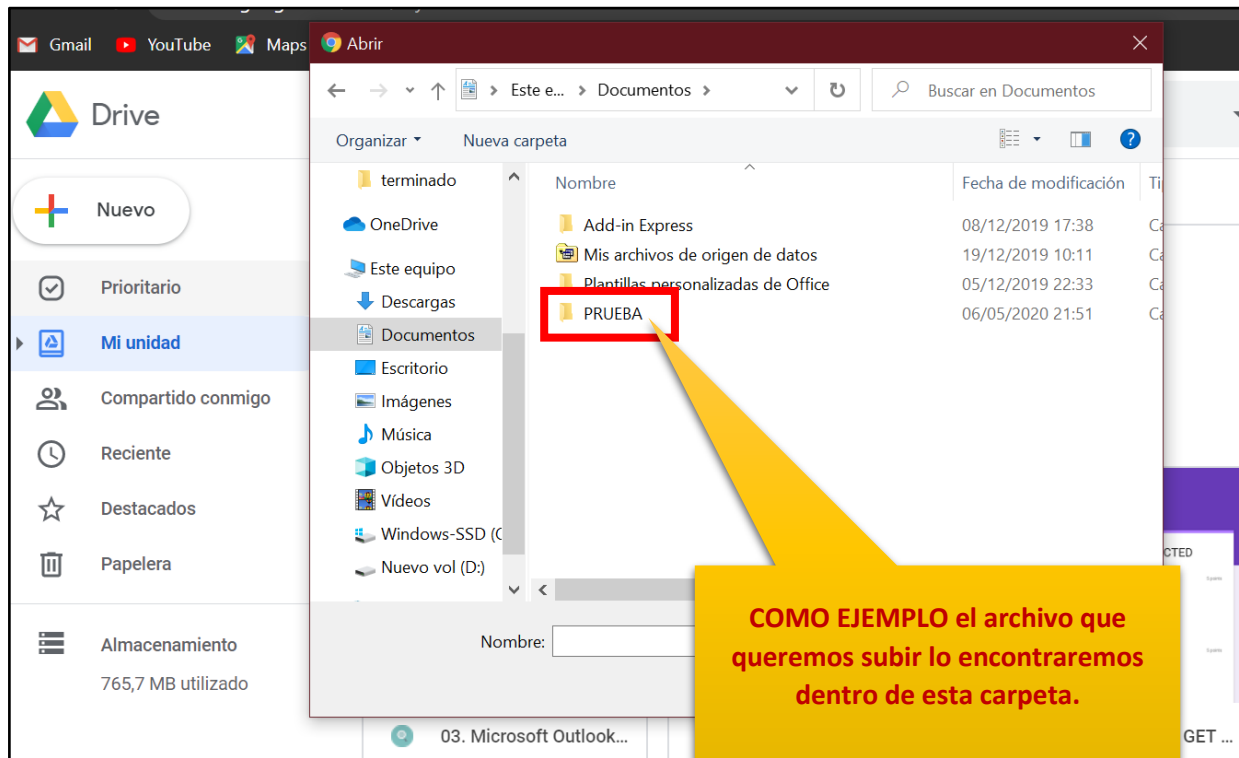 Gmail
YouTube
Maps
Abrir
Este e... > Documentos >
Buscar en Documentos
Drive
Organizar
Nueva carpeta
Nuevo
Prioritario
Mi unidad
Compartido conmigo
Reciente
Destacados
Papelera
Almacenamiento
765,7 MB utilizado
terminado
OneDrive
Este equipo
Descargas
Documentos
Escritorio
Imágenes
Música
Objetos 3D
Vídeos
Windows-SSD (C
Nuevo vol (D:)
Nombre
Fecha de modificación
Add-in Express
08/12/2019 17:38
Mis archivos de origen de datos
19/12/2019 10:11
Plantillas personalizadas de Office
05/12/2019 22:33
PRUEBA
06/05/2020 21:51
Nombre:
COMO EJEMPLO el archivo que
queremos subir lo encontraremos
dentro de esta carpeta.
CTED
03. Microsoft Outlook...
GET ...